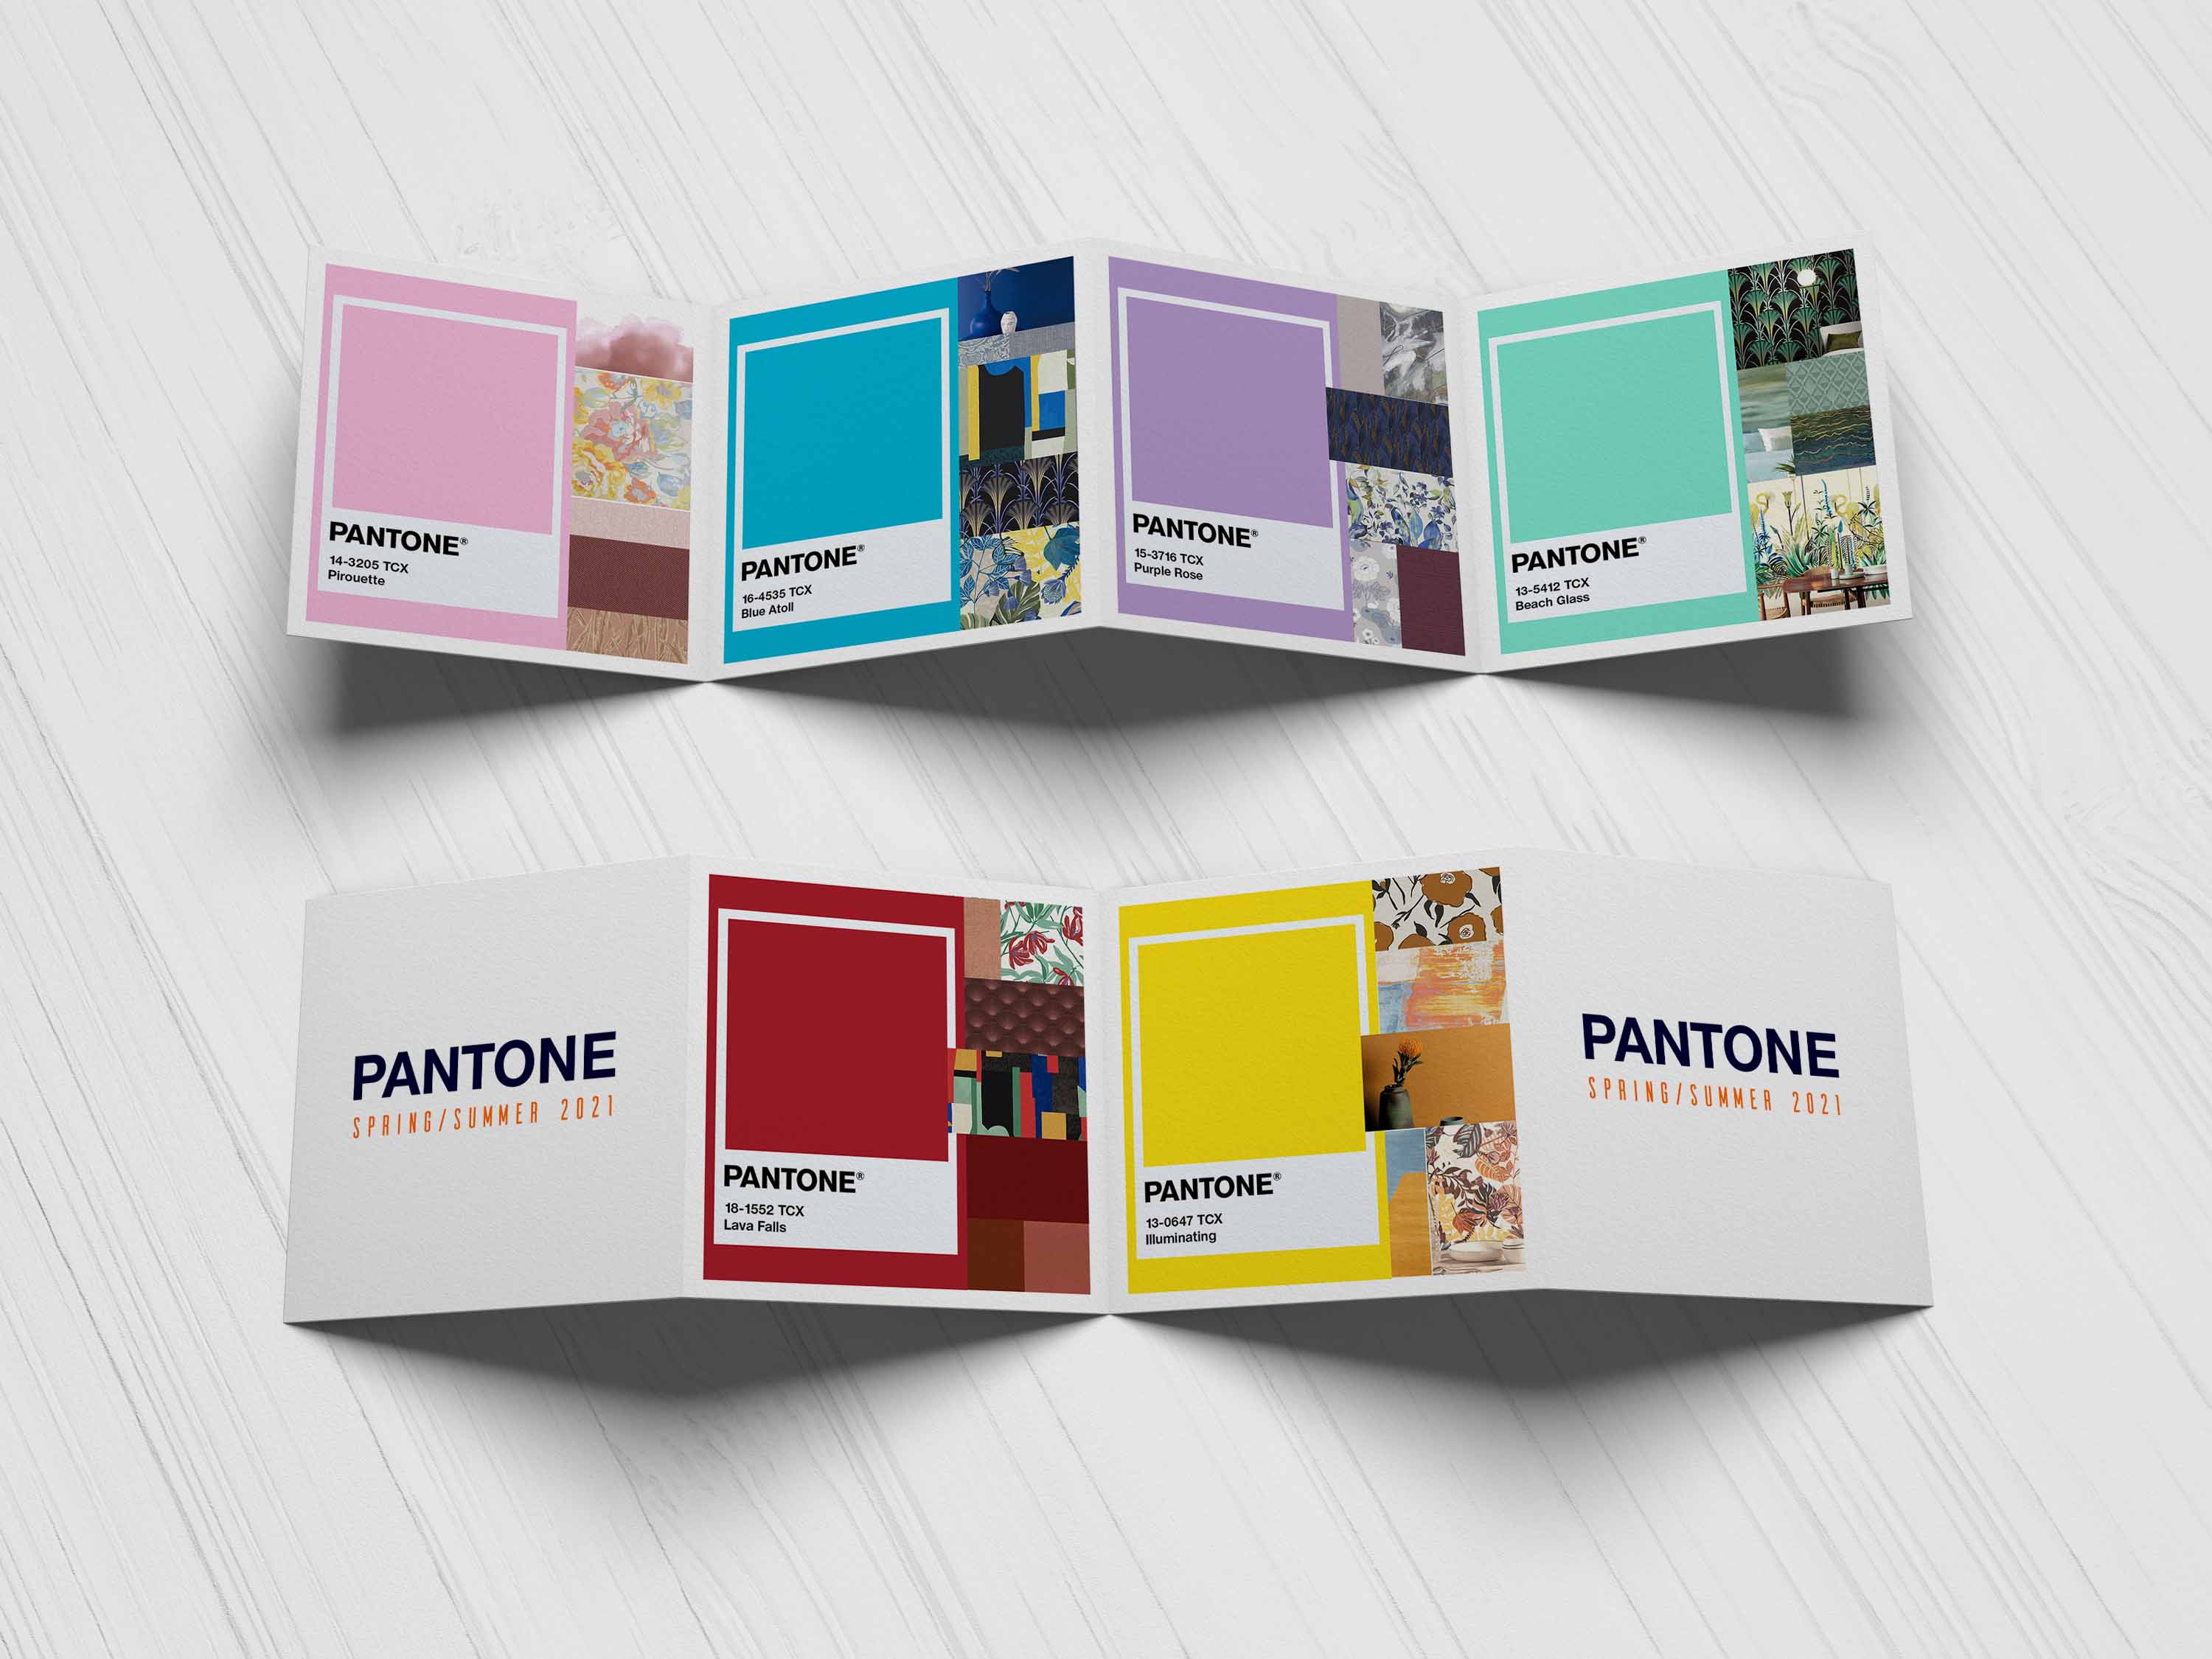 PANTONE®
14-3205 TCX
Pirouette
PANTONE®
16-4535 TCX
Blue Atoll
PANTONE®
15-3716 TCX
Purple Rose
PANTONE®
13-5412 TCX
Beach Glass
PANTONE
SPRING/SUMMER 2021
PANTONE®
18-1552 TCX
Lava Falls
PANTONE®
13-0647 TCX
Illuminating
PANTONE
SPRING/SUMMER 2021